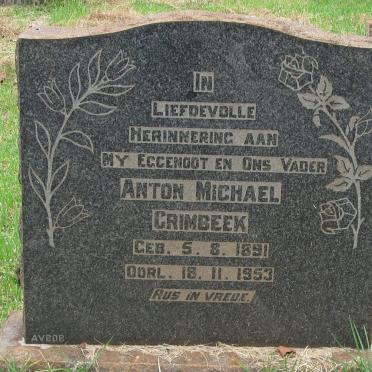 IN
LIEFDEVOLLE
HERINNERING AAN
MY EGGENOOT EN ONS VADER
ANTON MICHAEL
GRIMBEEK
GEB. 5. 8. 1891
OORL. 18. 11. 1953
RUS IN VREDE.
AVBOB